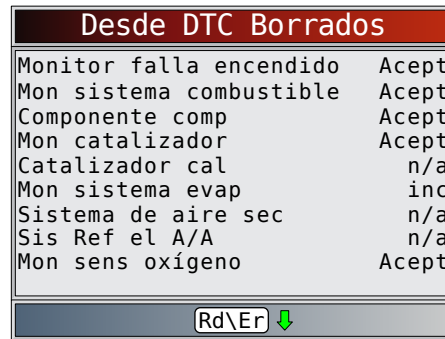 Desde DTC Borrados
Monitor falla encendido Acept
Mon sistema combustible Acept
Componente comp Acept
Mon catalizador Acept
Catalizador cal n/a
Mon sistema evap inc
Sistema de aire sec n/a
Sis Ref el A/A n/a
Mon sens oxígeno Acept
Rd\Er